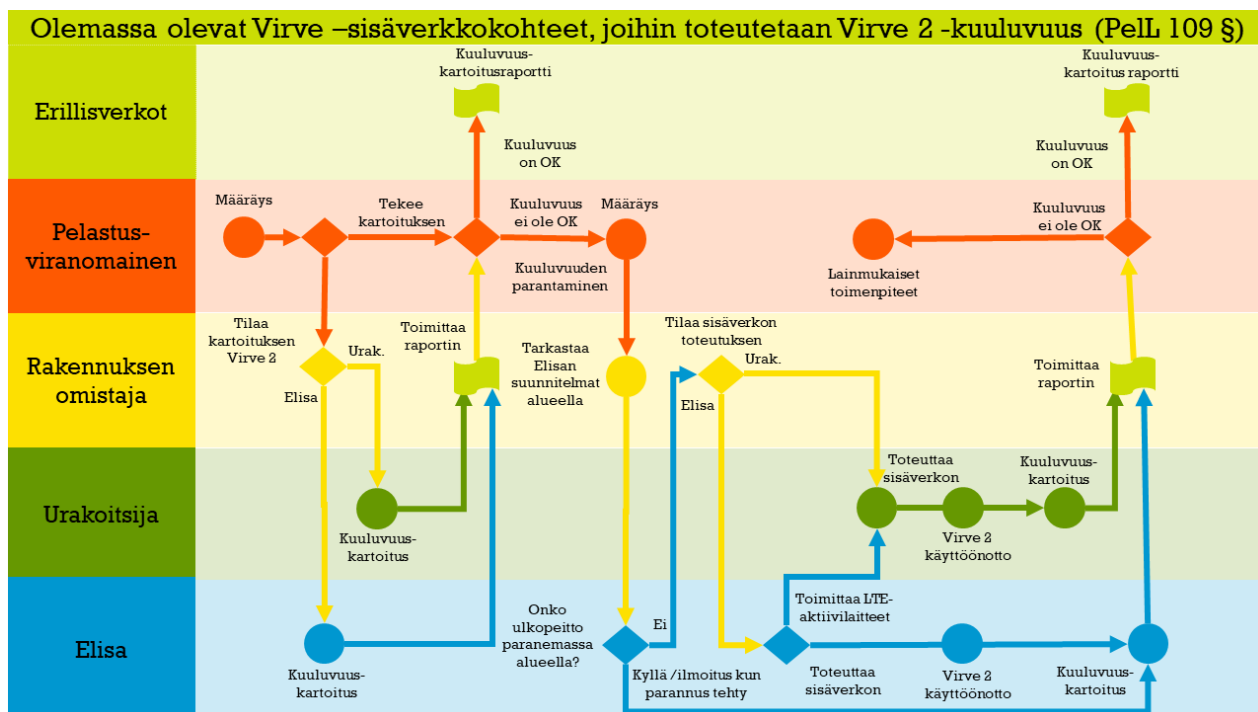 Olemassa olevat Virve –sisäverkkokohteet, joihin toteutetaan Virve 2 -kuuluvuus (PelL 109 §)
Erillisverkot
Kuuluvuus-
kartoitusraportti
Kuuluvuus
on OK
Kuuluvuus-
kartoitus raportti
Kuuluvuus
on OK
Pelastus-
viranomainen
Määräys
Tekee
kartoituksen
Kuuluvuus
ei ole OK
Määräys
Kuuluvuuden
parantaminen
Lainmukaiset
toimenpiteet
Kuuluvuus
ei ole OK
Rakennuksen
omistaja
Tilaa
kartoituksen
Virve 2
Urak.
Elisa
Toimittaa
raportin
Tarkastaa
Elisan
suunnitelmat
alueella
Tilaa sisäverkon
toteutuksen
Urak.
Elisa
Toimittaa
raportin
Urakoitsija
Kuuluvuus-
kartoitus
Toteuttaa
sisäverkon
Virve 2
käyttöönotto
Kuuluvuus-
kartoitus
Elisa
Kuuluvuus-
kartoitus
Onko
ulkopeitto
paranemassa
alueella?
Ei
Kyllä /ilmoitus kun
parannus tehty
Toimittaa LTE-
aktiivilaitteet
Toteuttaa
sisäverkon
Virve 2
käyttöönotto
Kuuluvuus-
kartoitus